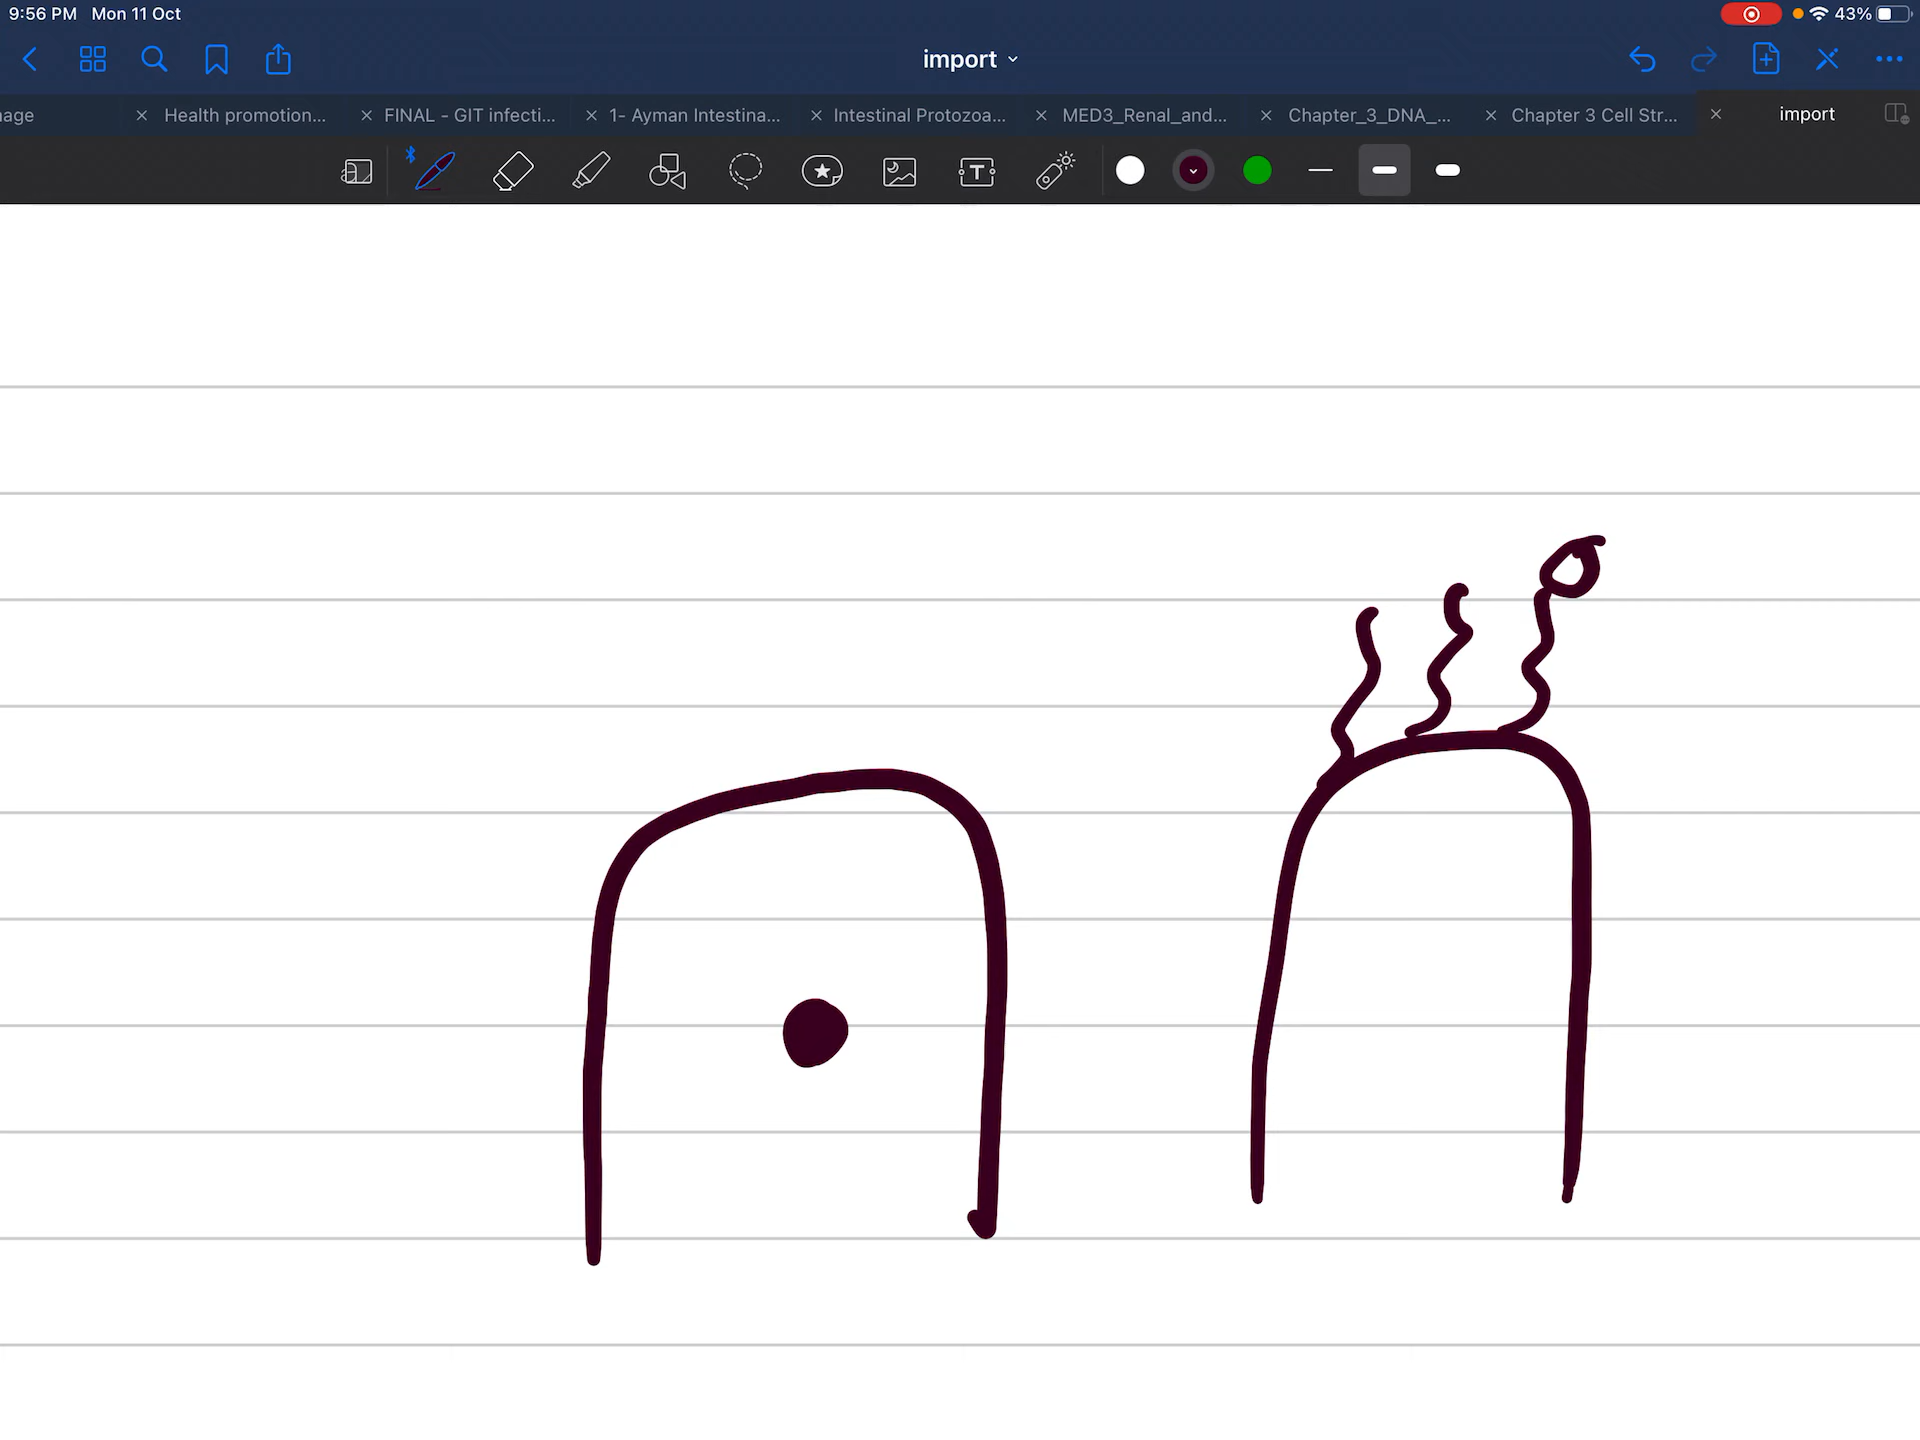 9:56 PM Mon 11 Oct 43%
import
age Health promotion... FINAL - GIT infecti... 1- Ayman Intestina... Intestinal Protozoa... MED3_Renal_and... Chapter_3_DNA_... Chapter 3 Cell Str... import
T